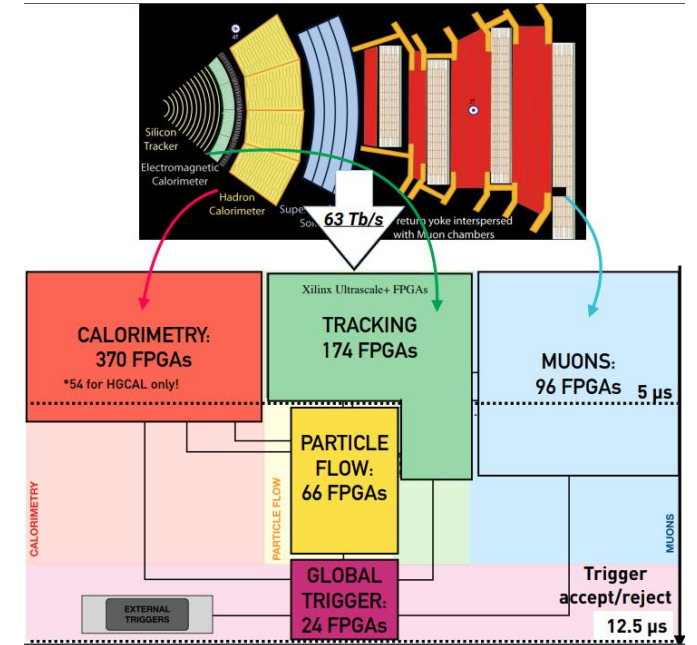 4T
Silicon
Tracker
Electromagnetic
Calorimeter
Hadron
Calorimeter
2T
63 Tb/s
return yoke interspersed
with Muon chambers
Xilinx Ultrascale+ FPGAs
CALORIMETRY:
370 FPGAs
*54 for HGCAL only!
TRACKING
174 FPGAs
MUONS:
96 FPGAs
5 µs
PARTICLE
FLOW:
66 FPGAs
CALORIMETRY
PARTICLE FLOW
MUONS
GLOBAL
TRIGGER:
24 FPGAs
EXTERNAL
TRIGGERS
Trigger
accept/reject
12.5 µs